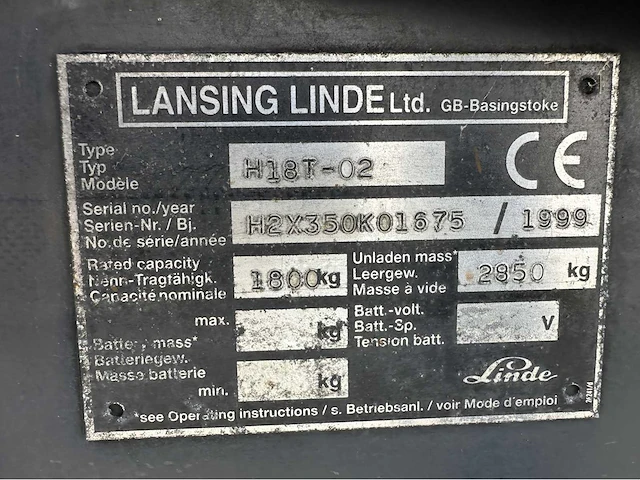 LANSING LINDE Ltd. GB-Basingstoke
Type
Typ
Modèle
H18T-02
CE
Serial no./year
Serien-Nr. / Bj.
No. de série/année
H2X350K01675 / 1999
Rated capacity
Nenn-Tragfähigk.
Capacité nominale
1800 kg
Unladen mass*
Leergew.
Masse à vide
2850 kg
max. kg
Battery mass*
Batteriegew.
Masse batterie
min. kg
Batt.-volt.
Batt.-Sp.
Tension batt.
V
Linde
*see Operating instructions / s. Betriebsanl. / voir Mode d'emploi